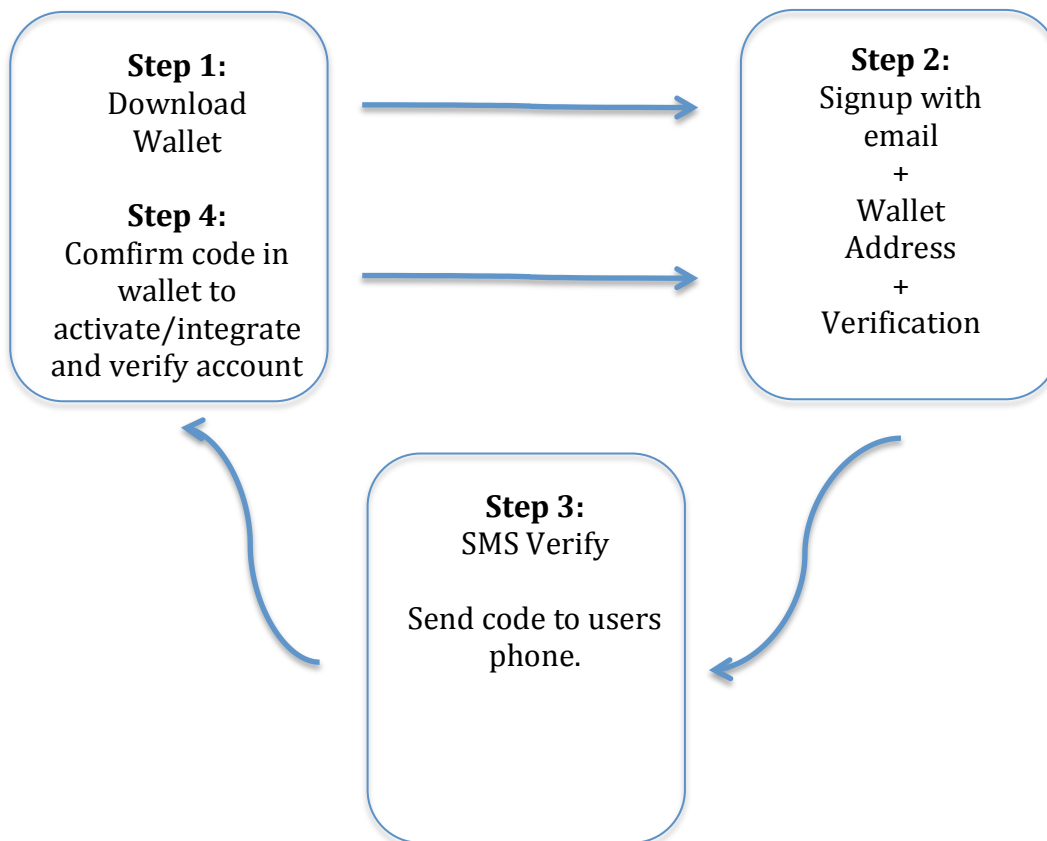 Step 1:
Download
Wallet
Step 4:
Comfirm code in
wallet to
activate/integrate
and verify account
Step 2:
Signup with
email
+
Wallet
Address
+
Verification
Step 3:
SMS Verify
Send code to users
phone.